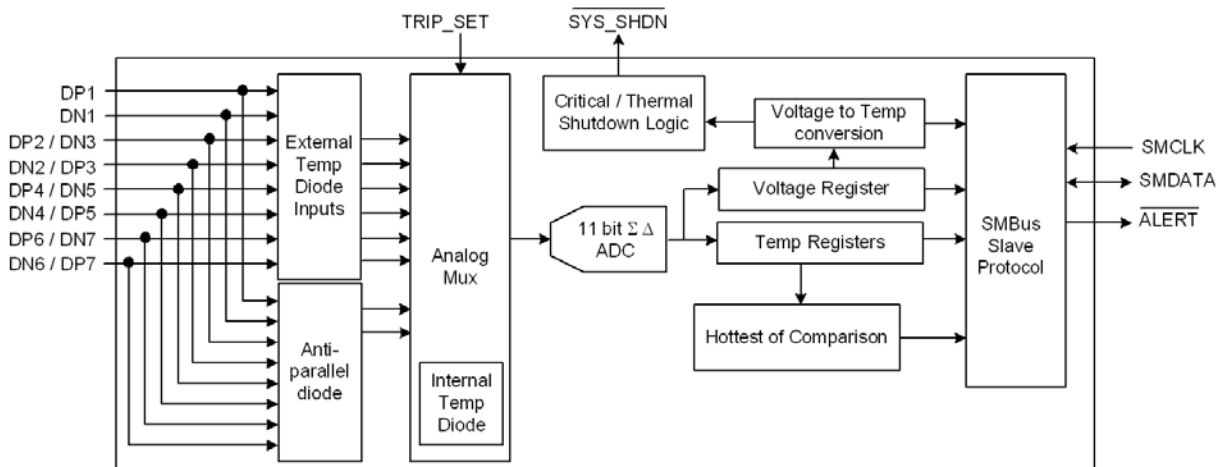 TRIP_SET
SYS_SHDN
DP1
DN1
DP2 / DN3
DN2 / DP3
DP4 / DN5
DN4 / DP5
DP6 / DN7
DN6 / DP7
External
Temp
Diode
Inputs
Anti-
parallel
diode
Analog
Mux
Internal
Temp
Diode
11 bit Σ Δ
ADC
Critical / Thermal
Shutdown Logic
Voltage to Temp
conversion
Voltage Register
Temp Registers
Hottest of Comparison
SMBus
Slave
Protocol
SMCLK
SMDATA
ALERT